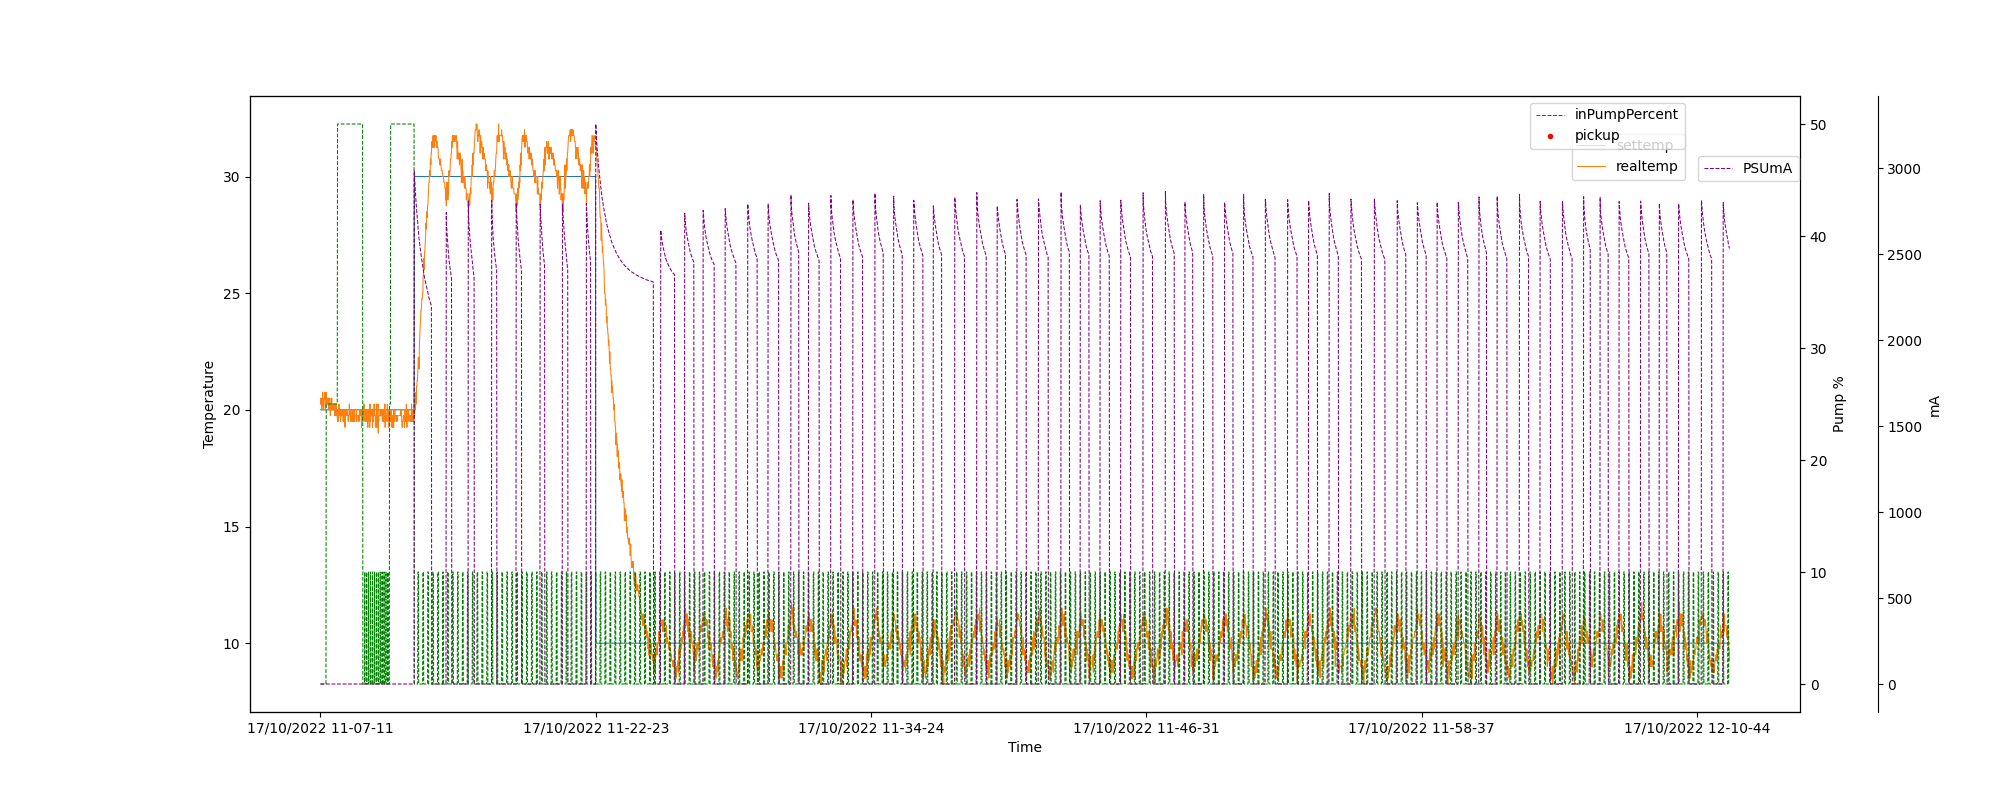 inPumpPercent
pickup
settemp
realtemp
PSUmA
30
25
20
15
10
Temperature
50
40
30
20
10
0
Pump %
3000
2500
2000
1500
1000
500
0
mA
17/10/2022 11-07-11
17/10/2022 11-22-23
17/10/2022 11-34-24
17/10/2022 11-46-31
17/10/2022 11-58-37
17/10/2022 12-10-44
Time